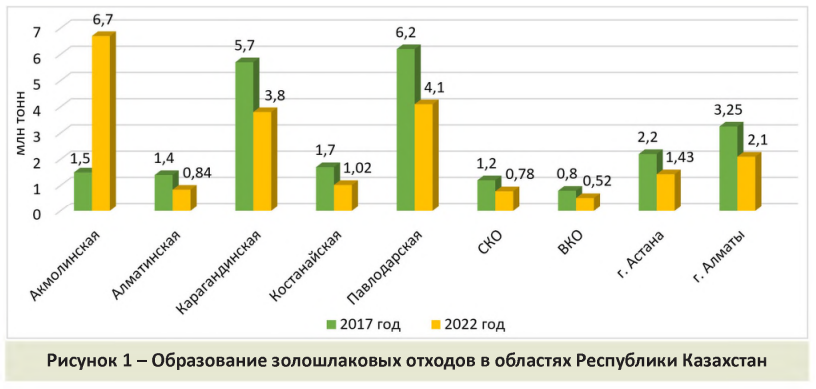 млн тонн
7
6
5
4
3
2
1
0
1,5
6,7
1,4
0,84
5,7
3,8
1,7
1,02
6,2
4,1
1,2
0,78
0,8
0,52
2,2
1,43
3,25
2,1
Акмолинская
Алматинская
Карагандинская
Костанайская
Павлодарская
СКО
ВКО
г. Астана
г. Алматы
2017 год 2022 год
Рисунок 1 – Образование золошлаковых отходов в областях Республики Казахстан